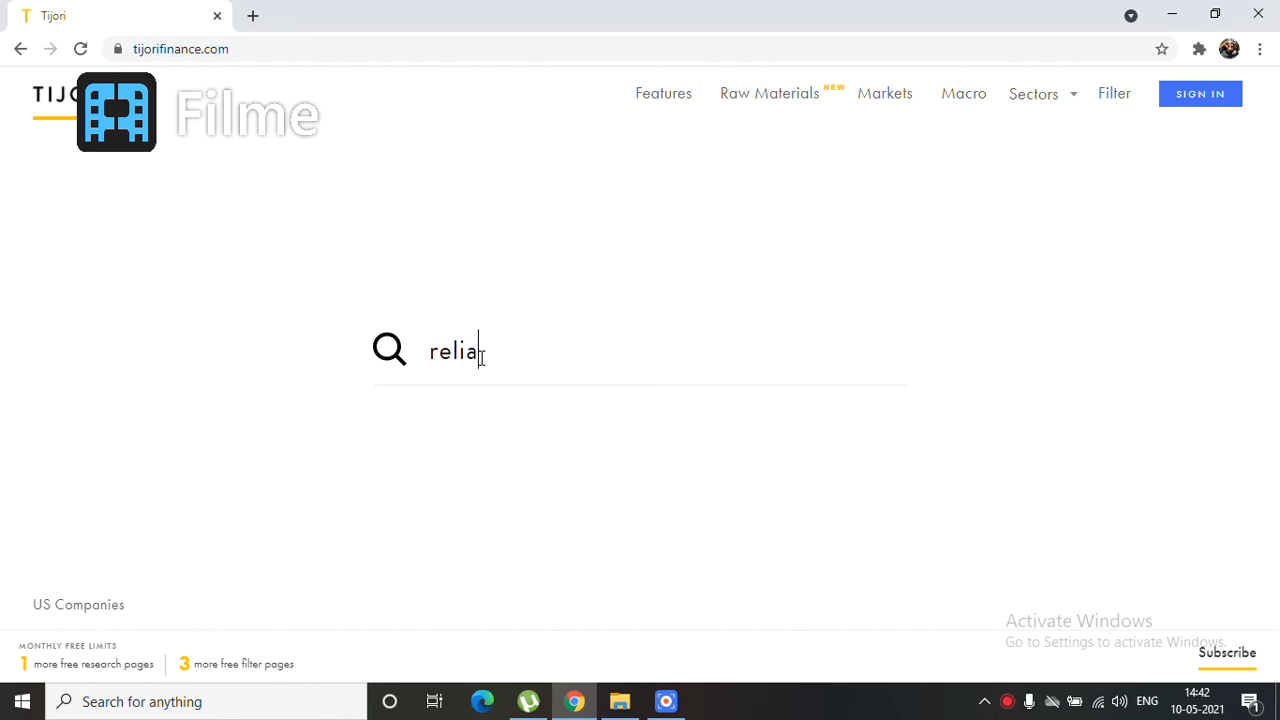 Tijori
tijorifinance.com
Filme
Features
Raw Materials NEW
Markets
Macro
Sectors
Filter
SIGN IN
relia
US Companies
Activate Windows
Go to Settings to activate Windows.
MONTHLY FREE LIMITS
1 more free research pages
3 more free filter pages
Subscribe
Search for anything
ENG
14:42
10-05-2021
1